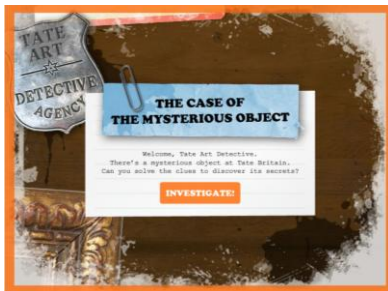 TATE
ART
DETECTIVE
AGENCY
THE CASE OF
THE MYSTERIOUS OBJECT
Welcome, Tate Art Detective.
There's a mysterious object at Tate Britain.
Can you solve the clues to discover its secrets?
INVESTIGATE!